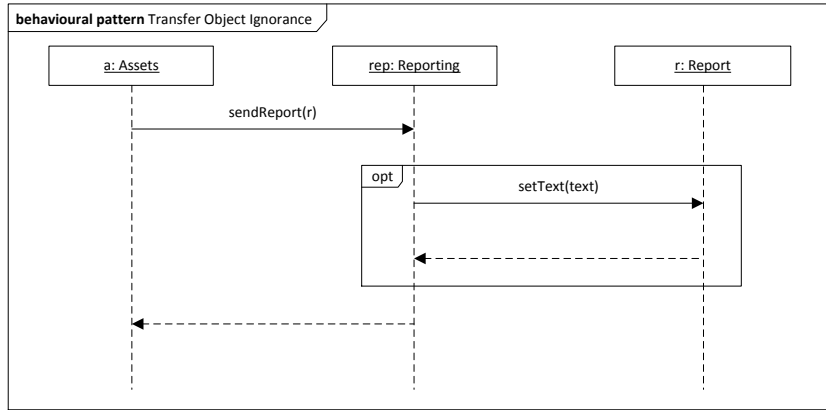 behavioural pattern Transfer Object Ignorance
a: Assets
rep: Reporting
r: Report
sendReport(r)
opt
setText(text)